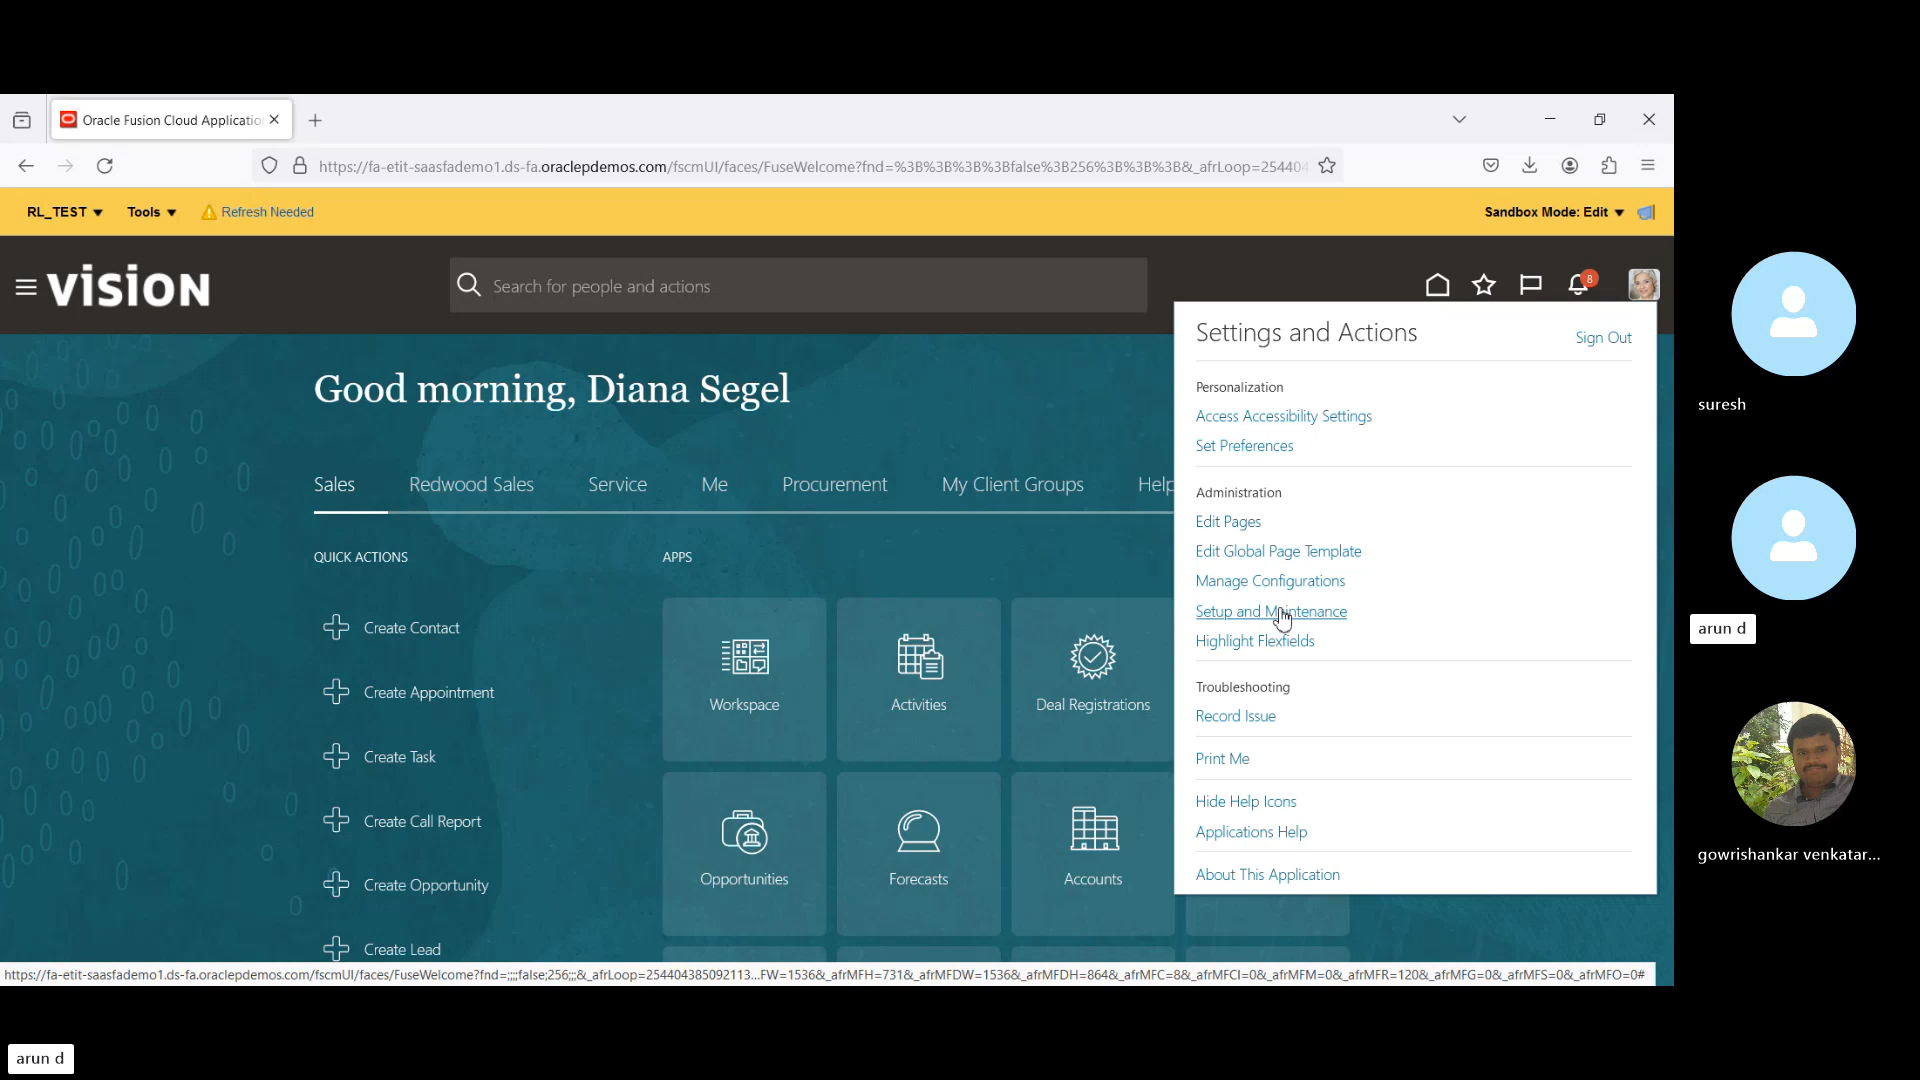 Oracle Fusion Cloud Applicatio
https://fa-etit-saasfademo1.ds-fa.oraclepdemos.com/fscmUI/faces/FuseWelcome?fnd=%3B%3B%3B%3Bfalse%3B256%3B%3B%3B&_afrLoop=254404
RL_TEST
Tools
Refresh Needed
Sandbox Mode: Edit
VISION
Search for people and actions
8
Settings and Actions
Sign Out
Good morning, Diana Segel
Personalization
Access Accessibility Settings
Set Preferences
suresh
Sales
Redwood Sales
Service
Me
Procurement
My Client Groups
Help
Administration
Edit Pages
Edit Global Page Template
Manage Configurations
Setup and Maintenance
Highlight Flexfields
QUICK ACTIONS
APPS
Create Contact
Create Appointment
Create Task
Create Call Report
Create Opportunity
Create Lead
Workspace
Activities
Deal Registrations
Opportunities
Forecasts
Accounts
Troubleshooting
Record Issue
Print Me
Hide Help Icons
Applications Help
About This Application
arun d
gowrishankar venkatar...
https://fa-etit-saasfademo1.ds-fa.oraclepdemos.com/fscmUI/faces/FuseWelcome?fnd=;;;;false;256;;;&_afrLoop=254404385092113...FW=1536&_afrMFH=731&_afrMFDW=1536&_afrMFDH=864&_afrMFC=8&_afrMFCI=0&_afrMFM=0&_afrMFR=120&_afrMFG=0&_afrMFS=0&_afrMFO=0#
arun d